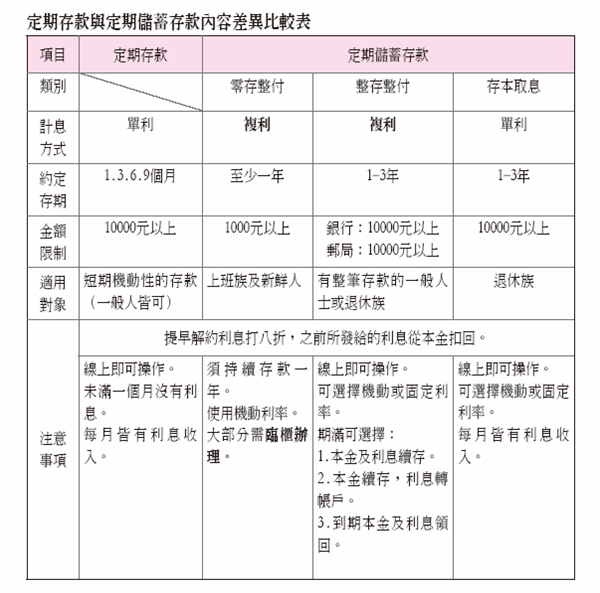 定期存款與定期儲蓄存款內容差異比較表
項目 定期存款 定期儲蓄存款
類別 零存整付 整存整付 存本取息
計息方式 單利 複利 複利 單利
約定存期 1.3.6.9個月 至少一年 1–3年 1–3年
金額限制 10000元以上 1000元以上 銀行：10000元以上 郵局：10000元以上 10000元以上
適用對象 短期機動性的存款（一般人皆可） 上班族及新鮮人 有整筆存款的一般人士或退休族 退休族
注意事項
提早解約利息打八折，之前所發給的利息從本金扣回。
線上即可操作。
未滿一個月沒有利息。
每月皆有利息收入。
須持續存款一年。
使用機動利率。
大部分需臨櫃辦理。
線上即可操作。
可選擇機動或固定利率。
期滿可選擇：
1.本金及利息續存。
2.本金續存，利息轉帳戶。
3.到期本金及利息領回。
線上即可操作。
可選擇機動或固定利率。
每月皆有利息收入。